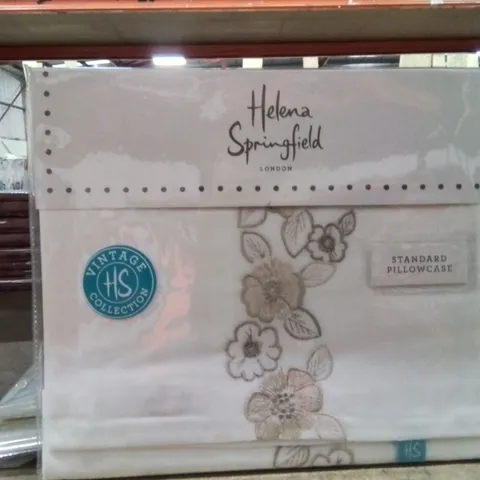 Helena
Springfield
LONDON
VINTAGE
HS
COLLECTION
STANDARD
PILLOWCASE
HS